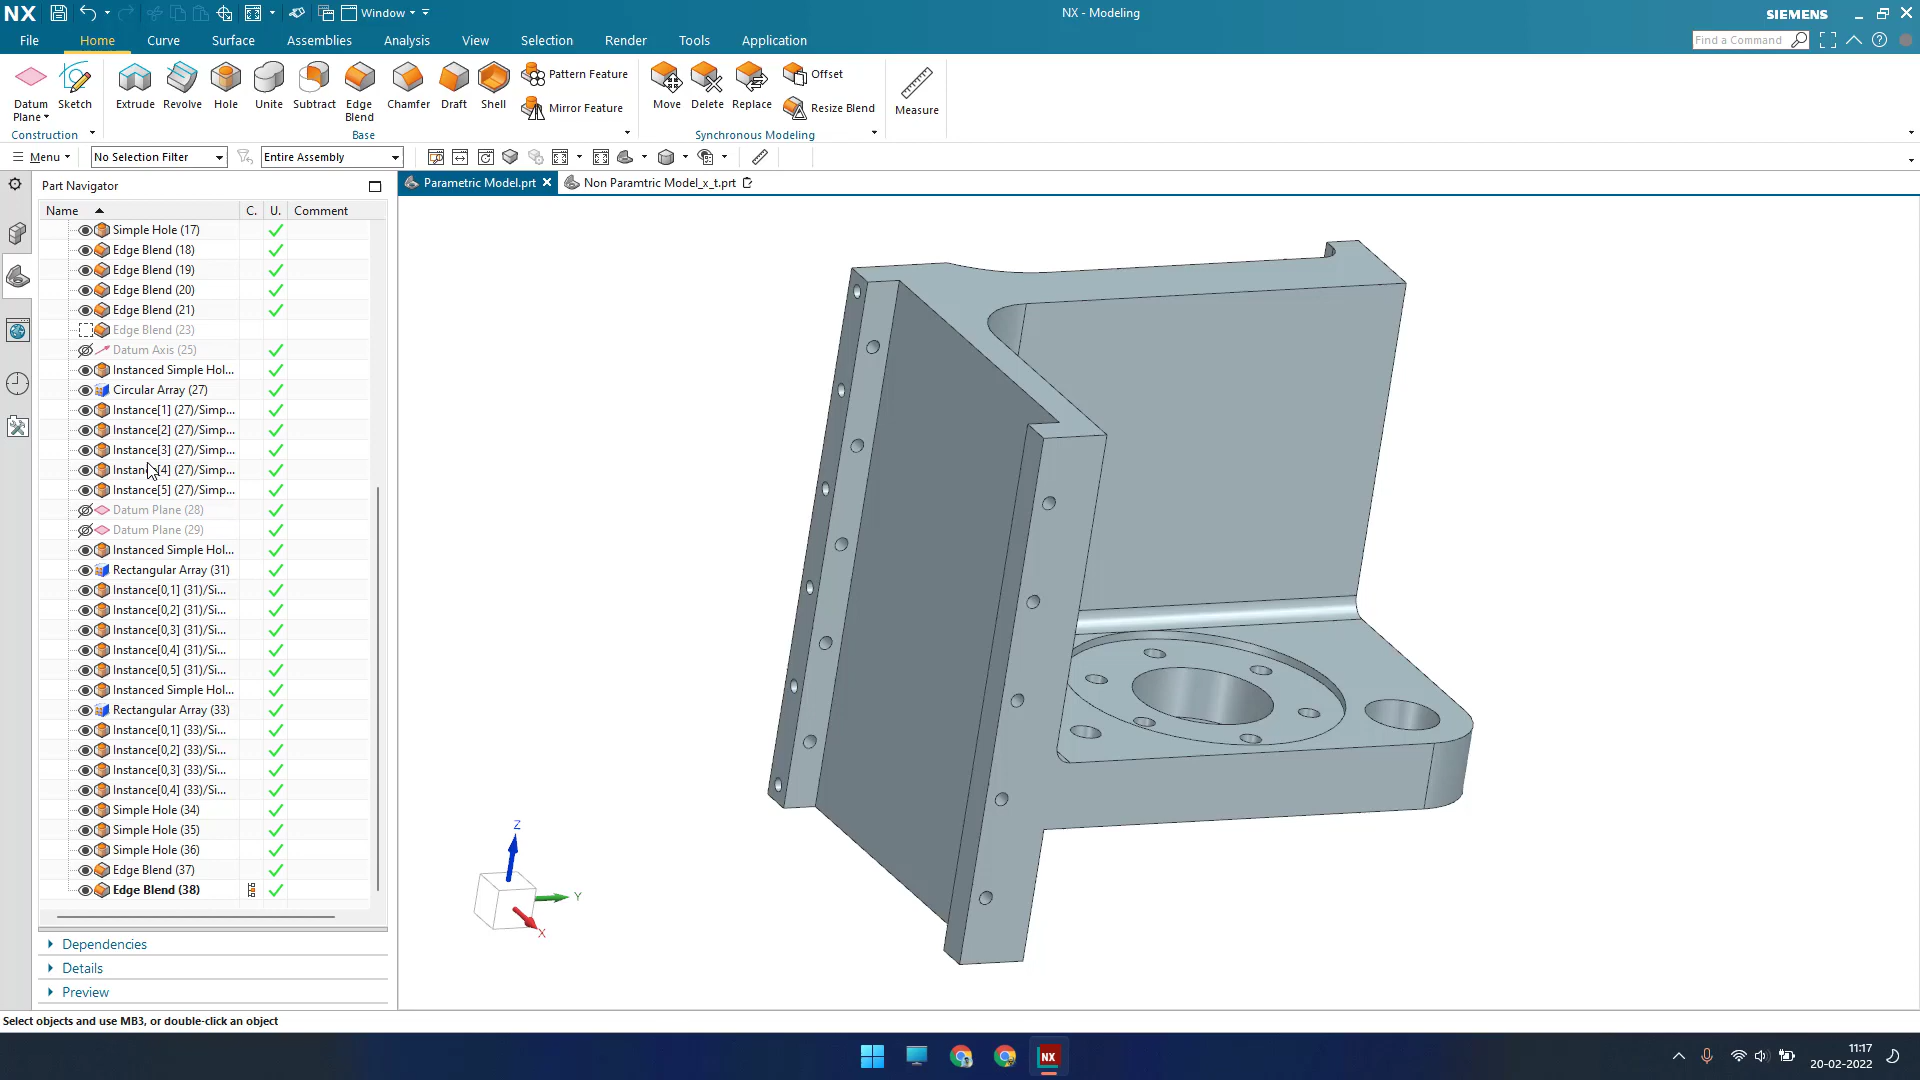 NX
Window
NX - Modeling
SIEMENS
File Home Curve Surface Assemblies Analysis View Selection Render Tools Application
Find a Command
Datum Plane Sketch Extrude Revolve Hole Unite Subtract Edge Blend Chamfer Draft Shell Pattern Feature Mirror Feature Move Delete Replace Offset Resize Blend Measure
Construction Base Synchronous Modeling
Menu No Selection Filter Entire Assembly
Part Navigator
Parametric Model.prt Non Paramtric Model_x_t.prt
Name C. U. Comment
Simple Hole (17)
Edge Blend (18)
Edge Blend (19)
Edge Blend (20)
Edge Blend (21)
Edge Blend (23)
Datum Axis (25)
Instanced Simple Hol...
Circular Array (27)
Instance[1] (27)/Simp...
Instance[2] (27)/Simp...
Instance[3] (27)/Simp...
Instance[4] (27)/Simp...
Instance[5] (27)/Simp...
Datum Plane (28)
Datum Plane (29)
Instanced Simple Hol...
Rectangular Array (31)
Instance[0,1] (31)/Si...
Instance[0,2] (31)/Si...
Instance[0,3] (31)/Si...
Instance[0,4] (31)/Si...
Instance[0,5] (31)/Si...
Instanced Simple Hol...
Rectangular Array (33)
Instance[0,1] (33)/Si...
Instance[0,2] (33)/Si...
Instance[0,3] (33)/Si...
Instance[0,4] (33)/Si...
Simple Hole (34)
Simple Hole (35)
Simple Hole (36)
Edge Blend (37)
Edge Blend (38)
Z
Y
X
Dependencies
Details
Preview
Select objects and use MB3, or double-click an object
NX
11:17
20-02-2022